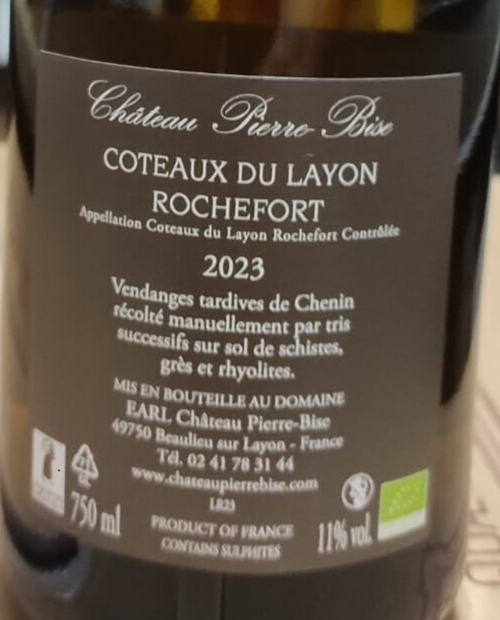 Château Pierre-Bise
COTEAUX DU LAYON
ROCHEFORT
Appellation Coteaux du Layon Rochefort Contrôlée
2023
Vendanges tardives de Chenin
récolté manuellement par tris
successifs sur sol de schistes,
grès et rhyolites.
MIS EN BOUTEILLE AU DOMAINE
EARL Château Pierre-Bise
49750 Beaulieu sur Layon - France
Tél. 02 41 78 31 44
www.chateaupierrebise.com
LR23
750 ml
PRODUCT OF FRANCE
CONTAINS SULPHITES
11% vol.